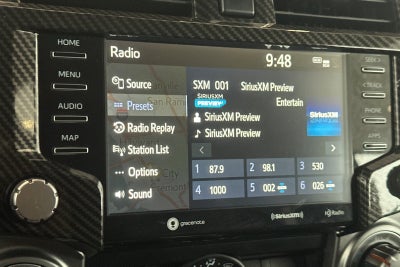 HOME
MENU
AUDIO
MAP
Radio
9:48
Source
Presets
Radio Replay
Station List
Options
Sound
SXM 001 SiriusXM Preview
SIRIUSXM
PREVIEW
Entertain
SiriusXM Preview
SiriusXM Preview
SiriusXM
1 87.9
2 98.1
3 530
4 1000
5 002
6 026
gracenote
SiriusXM
HD Radio
SEEK >
TRACK
PHONE
APPS